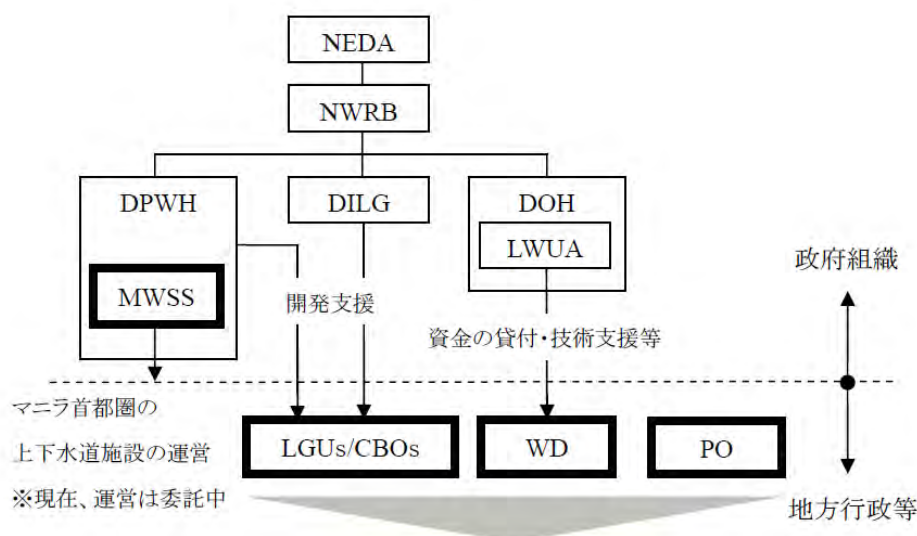 NEDA
NWRB
DPWH
DILG
DOH
LWUA
MWSS
開発支援
資金の貸付・技術支援等
政府組織
マニラ首都圏の
上下水道施設の運営
※現在、運営は委託中
LGUs/CBOs
WD
PO
地方行政等